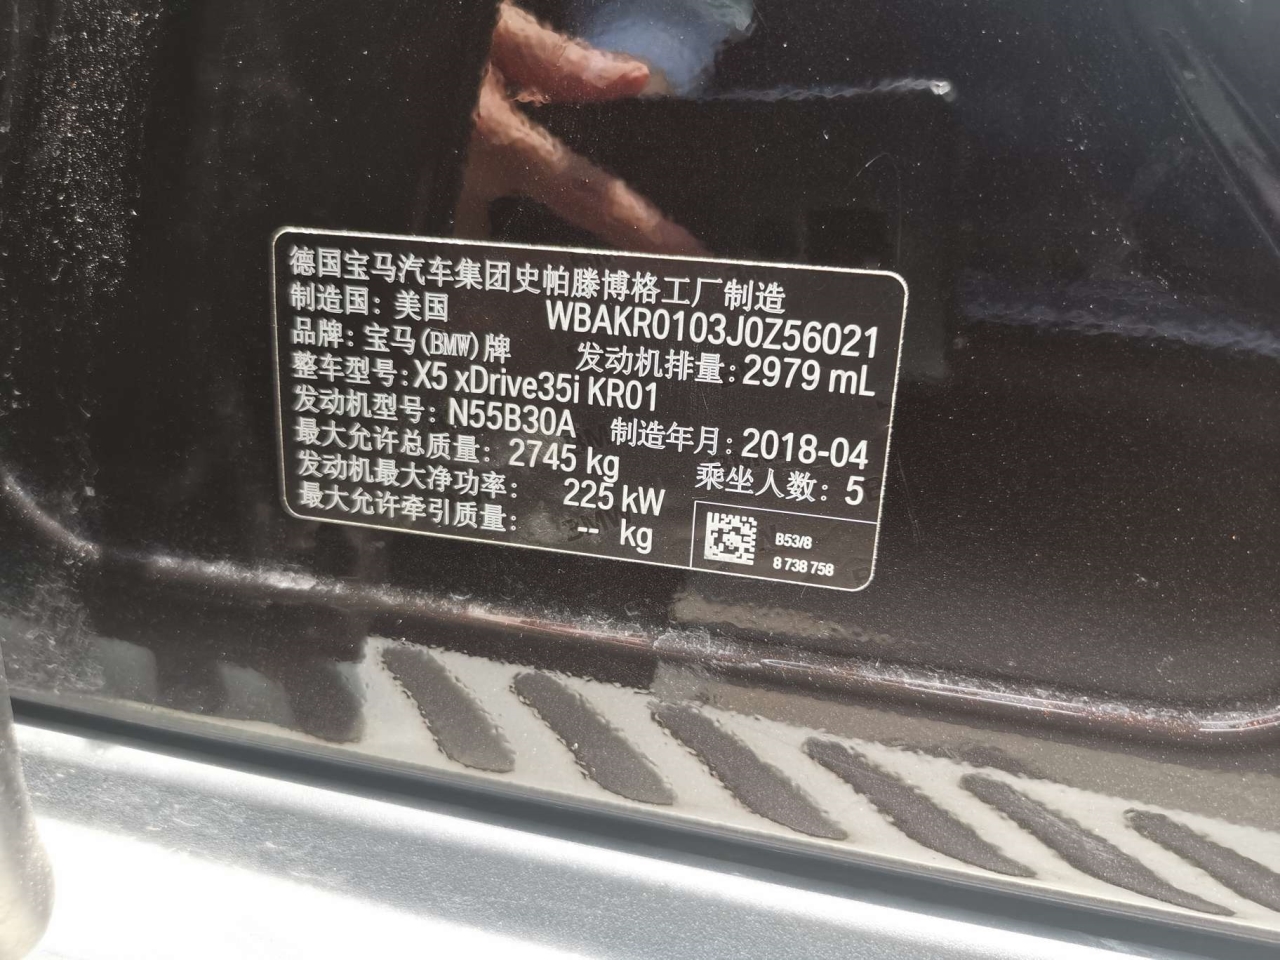 德国宝马汽车集团史帕滕博格工厂制造
制造国：美国 WBAKR0103J0Z56021
品牌：宝马(BMW)牌 发动机排量：2979 mL
整车型号：X5 xDrive35i KR01
发动机型号：N55B30A 制造年月：2018-04
最大允许总质量：2745 kg 乘坐人数：5
发动机最大净功率：225 kW
最大允许牵引质量：-- kg
B53/8
8 738 758